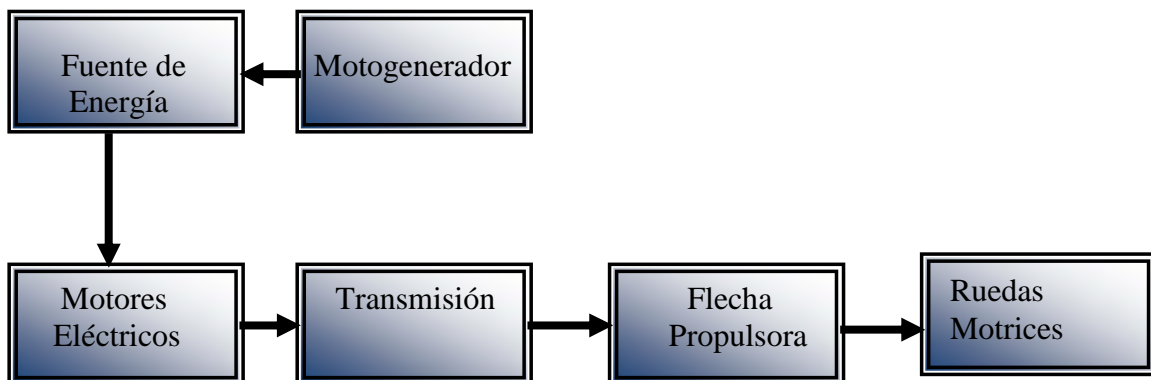 Fuente de
Energía
Motogenerador
Motores
Eléctricos
Transmisión
Flecha
Propulsora
Ruedas
Motrices